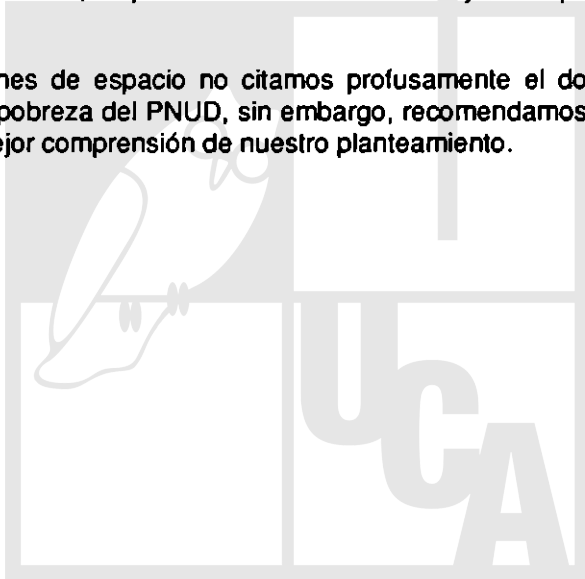 nes de espacio no citamos profusamente el do
pobreza del PNUD, sin embargo, recomendamos
ejor comprensión de nuestro planteamiento.
UCA